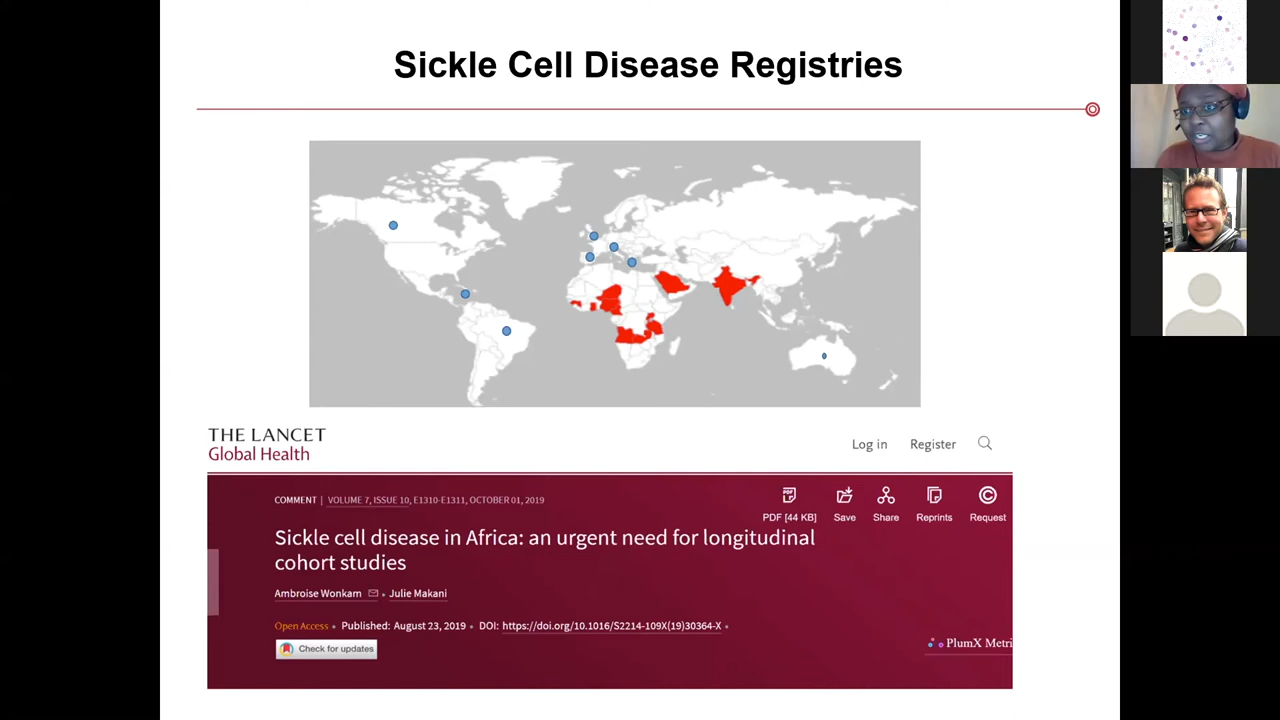 Sickle Cell Disease Registries
THE LANCET
Global Health
Log in Register
COMMENT | VOLUME 7, ISSUE 10, E1310-E1311, OCTOBER 01, 2019
PDF [44 KB] Save Share Reprints Request
Sickle cell disease in Africa: an urgent need for longitudinal
cohort studies
Ambroise Wonkam • Julie Makani
Open Access • Published: August 23, 2019 • DOI: https://doi.org/10.1016/S2214-109X(19)30364-X •
Check for updates
PlumX Metri